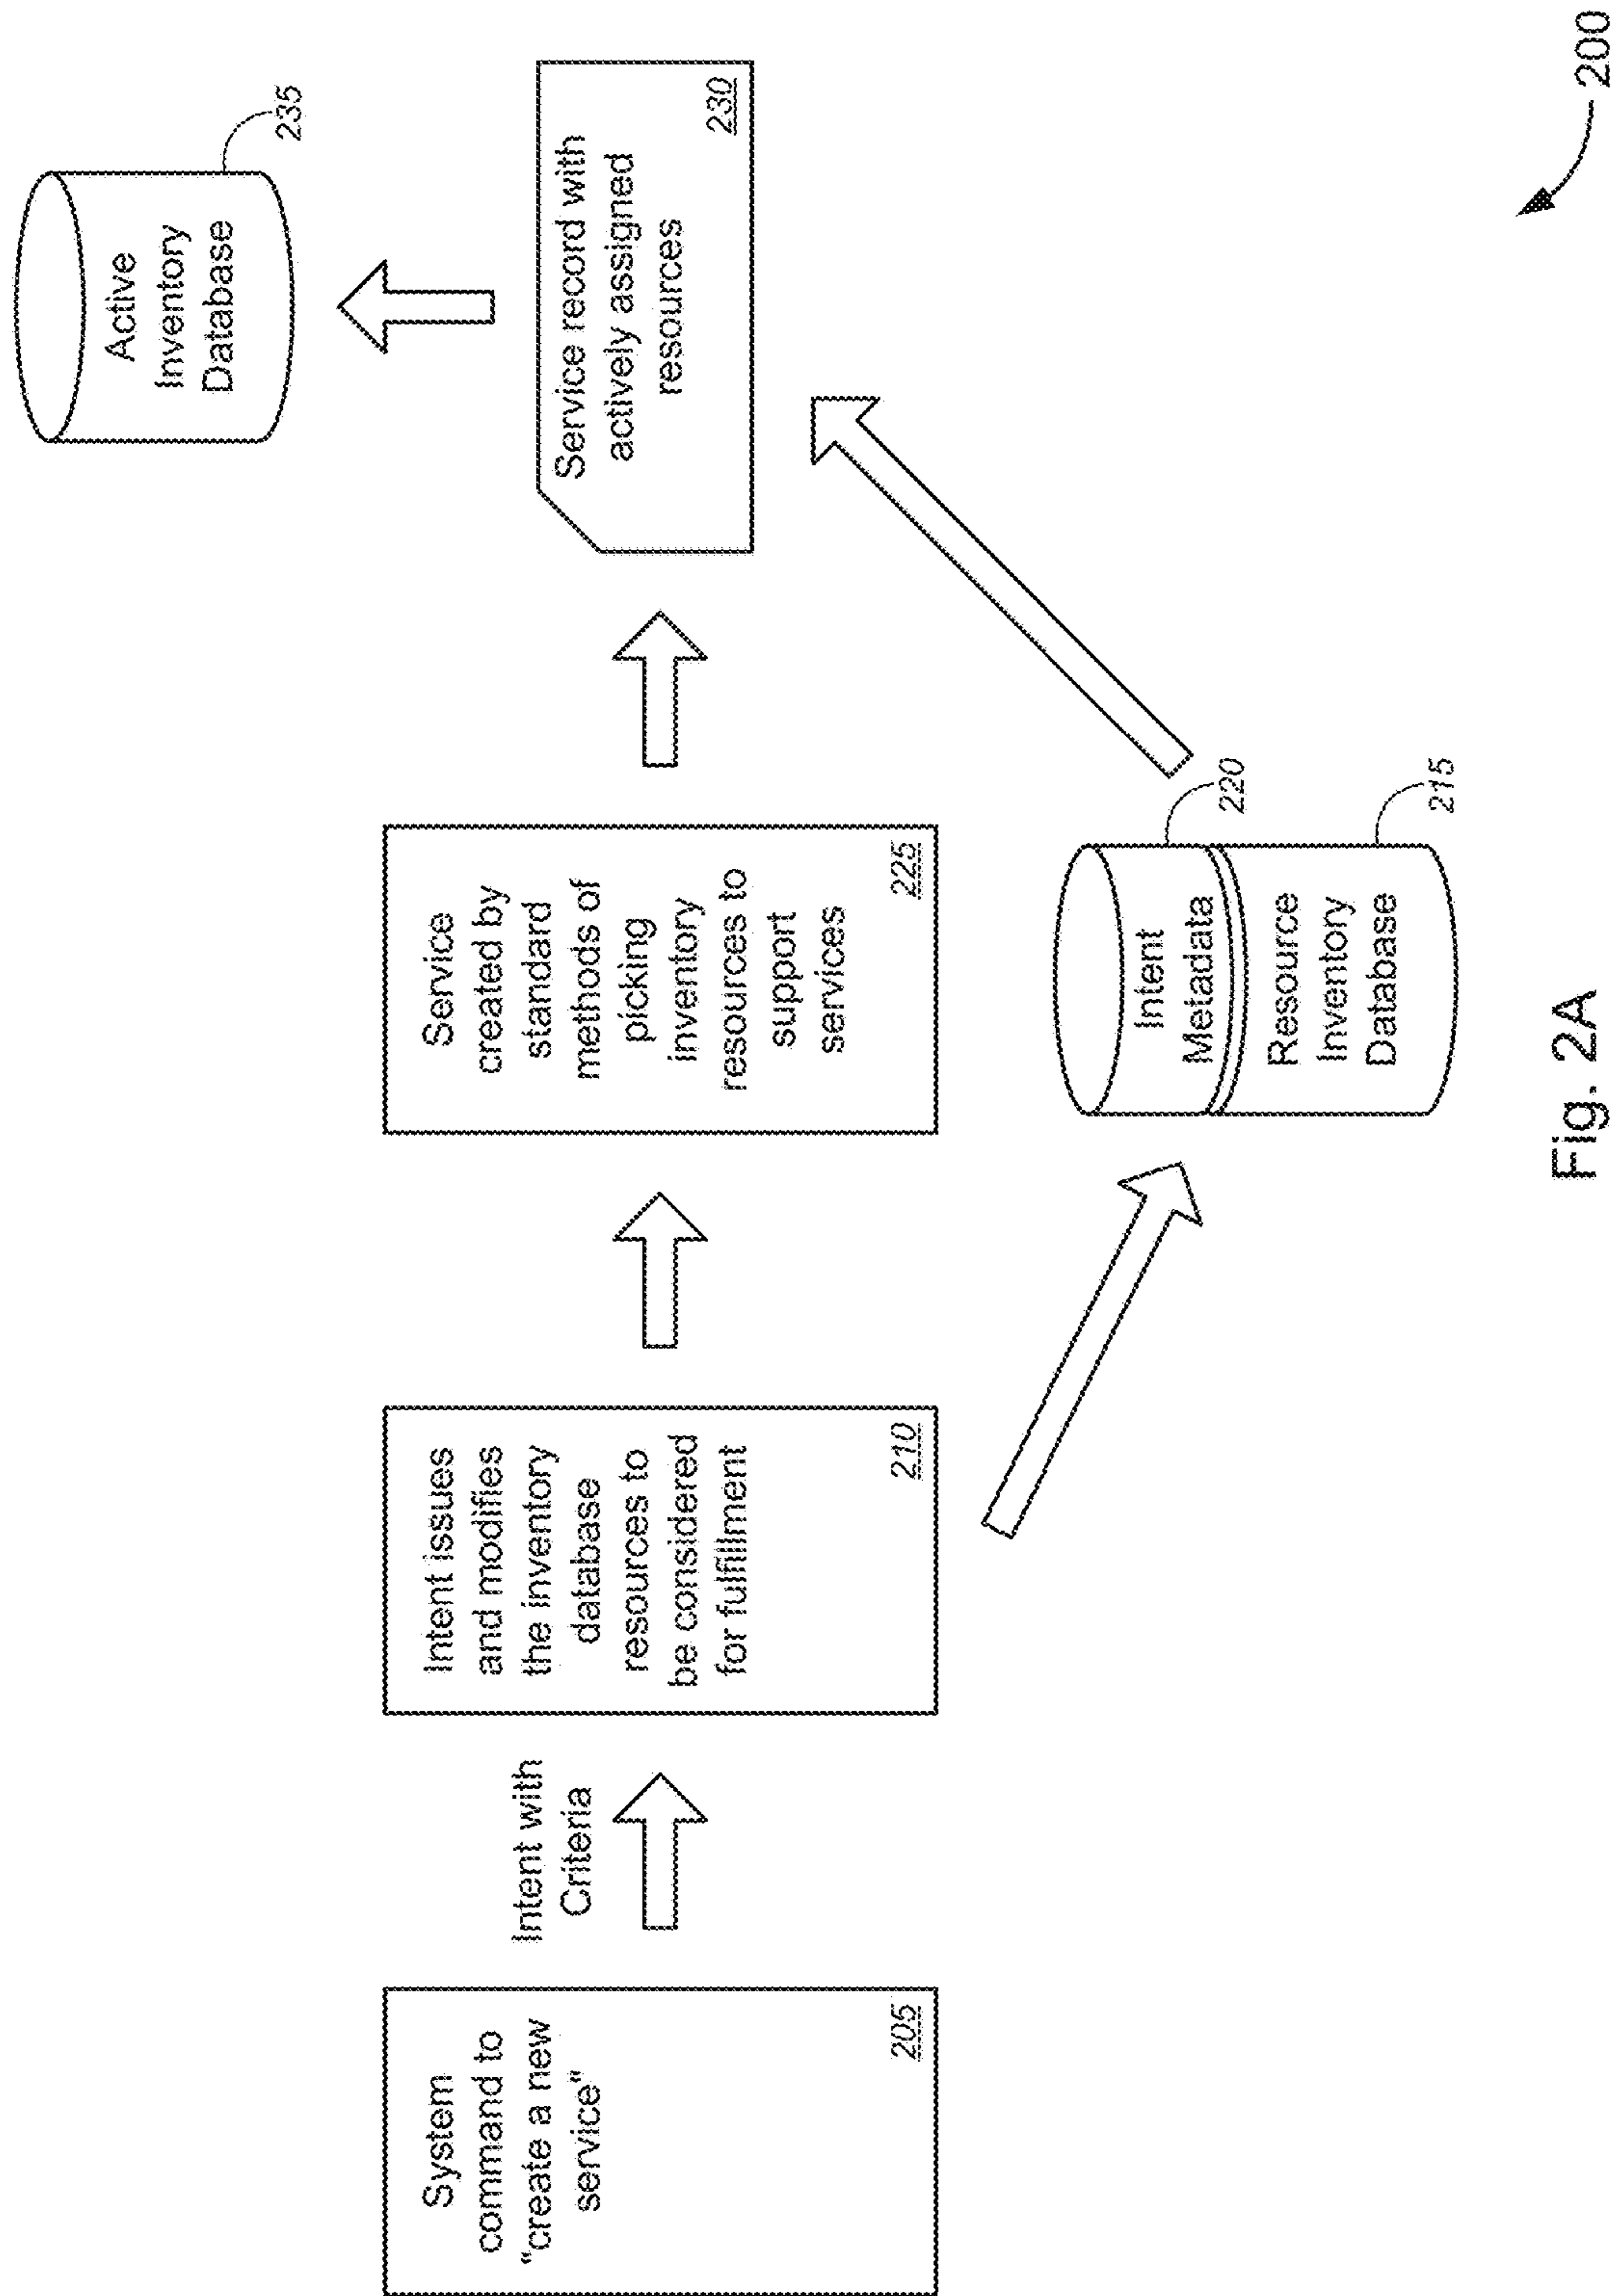 System
command to
"create a new
service"
205
Intent with
Criteria
Intent issues
and modifies
the inventory
database
resources to
be considered
for fulfillment
210
Service
created by
standard
methods of
picking
inventory
resources to
support
services
225
Service record with
actively assigned
resources
230
Active
Inventory
Database
235
Intent
Metadata
220
Resource
Inventory
Database
215
200
Fig. 2A